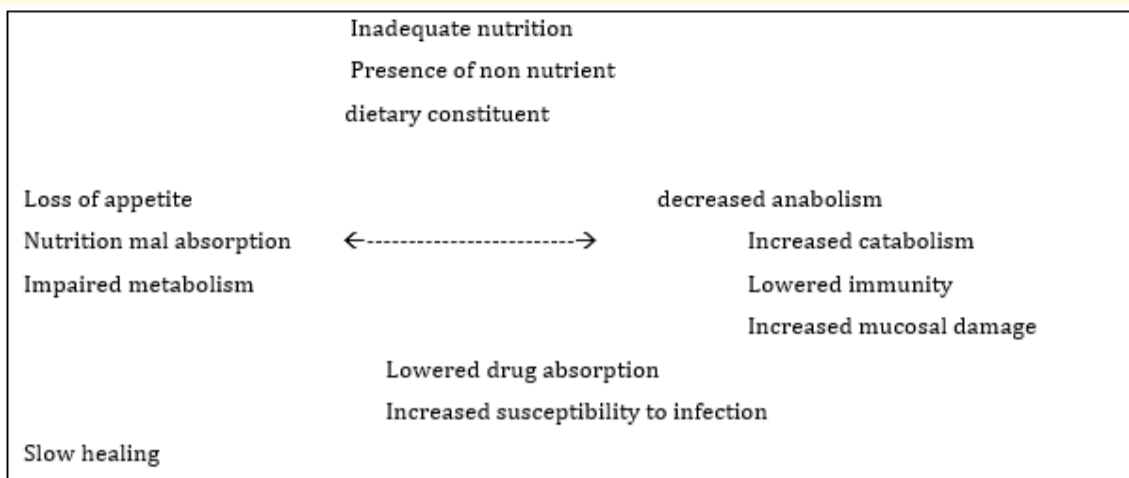 Inadequate nutrition
Presence of non nutrient
dietary constituent
Loss of appetite decreased anabolism
Nutrition mal absorption ←-------------------------→ Increased catabolism
Impaired metabolism Lowered immunity
Increased mucosal damage
Lowered drug absorption
Increased susceptibility to infection
Slow healing